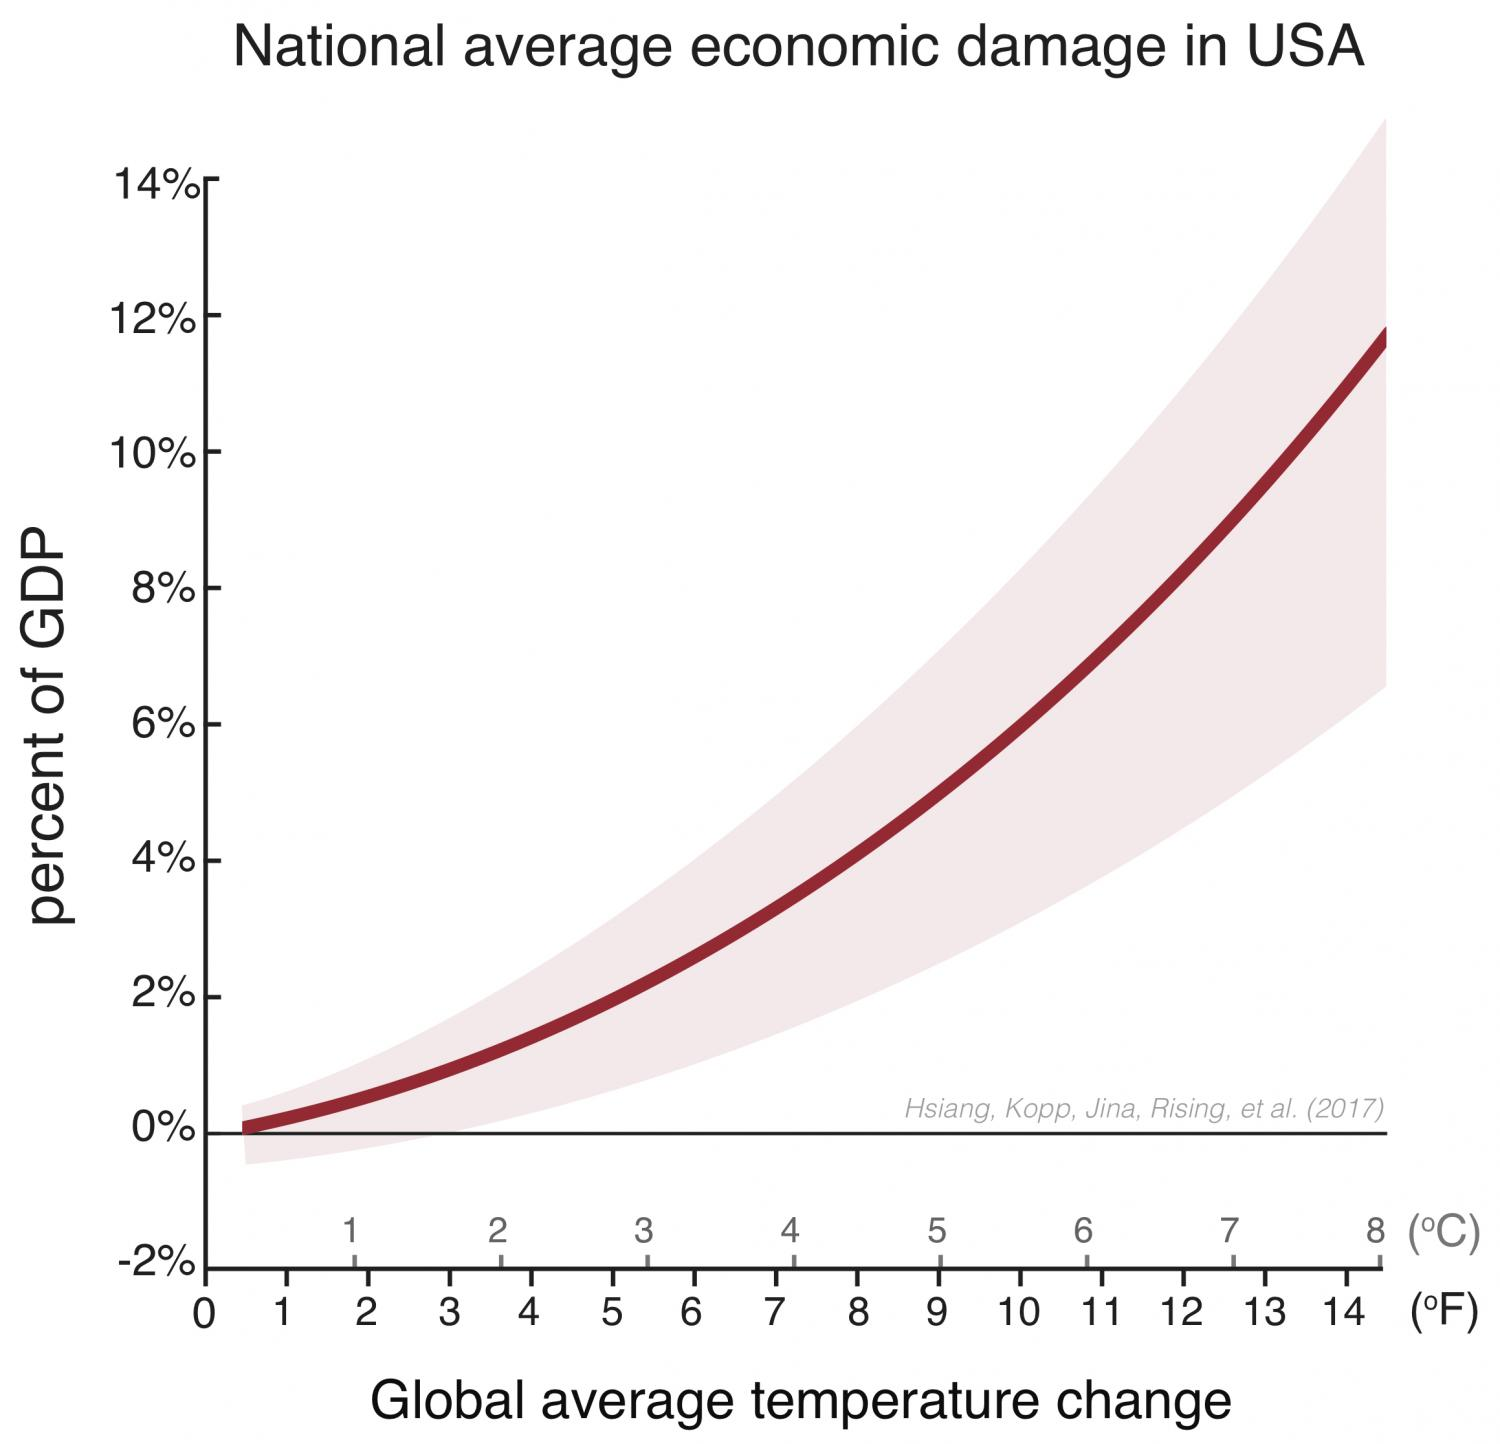 National average economic damage in USA
14%
12%
10%
8%
6%
4%
2%
0%
-2%
percent of GDP
Hsiang, Kopp, Jina, Rising, et al. (2017)
1 2 3 4 5 6 7 8 (°C)
0 1 2 3 4 5 6 7 8 9 10 11 12 13 14 (°F)
Global average temperature change